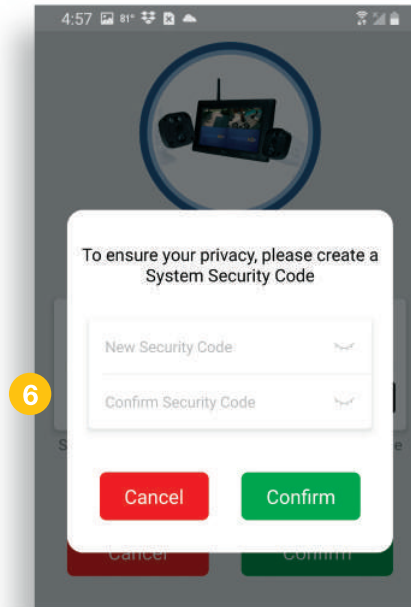 4:57 81°
To ensure your privacy, please create a
System Security Code
New Security Code
6
Confirm Security Code
S e
Cancel Confirm
Cancel Confirm